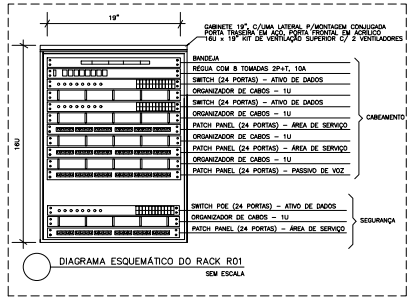 19"
GABINETE 19", C/UMA LATERAL P/MONTAGEM CONJUGADA
PORTA TRASEIRA EM AÇO, PORTA FRONTAL EM ACRÍLICO
16U x 19" KIT DE VENTILAÇÃO SUPERIOR C/ 2 VENTILADORES
16U
BANDEJA
RÉGUA COM 8 TOMADAS 2P+T, 10A
SWITCH (24 PORTAS) - ATIVO DE DADOS
ORGANIZADOR DE CABOS - 1U
SWITCH (24 PORTAS) - ATIVO DE DADOS
ORGANIZADOR DE CABOS - 1U
PATCH PANEL (24 PORTAS) - ÁREA DE SERVIÇO
ORGANIZADOR DE CABOS - 1U
PATCH PANEL (24 PORTAS) - ÁREA DE SERVIÇO
ORGANIZADOR DE CABOS - 1U
PATCH PANEL (24 PORTAS) - PASSIVO DE VOZ
CABEAMENTO
SWITCH POE (24 PORTAS) - ATIVO DE DADOS
ORGANIZADOR DE CABOS - 1U
PATCH PANEL (24 PORTAS) - ÁREA DE SERVIÇO
SEGURANÇA
DIAGRAMA ESQUEMÁTICO DO RACK R01
SEM ESCALA